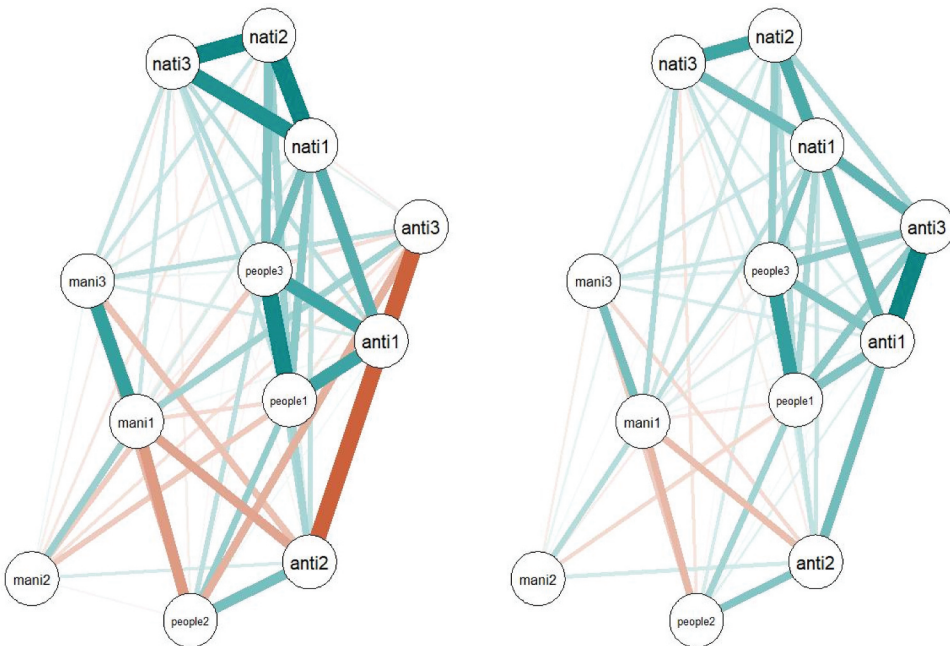 nati2
nati3
nati1
anti3
people3
mani3
anti1
people1
mani1
anti2
mani2
people2
nati2
nati3
nati1
anti3
people3
mani3
anti1
people1
mani1
anti2
mani2
people2